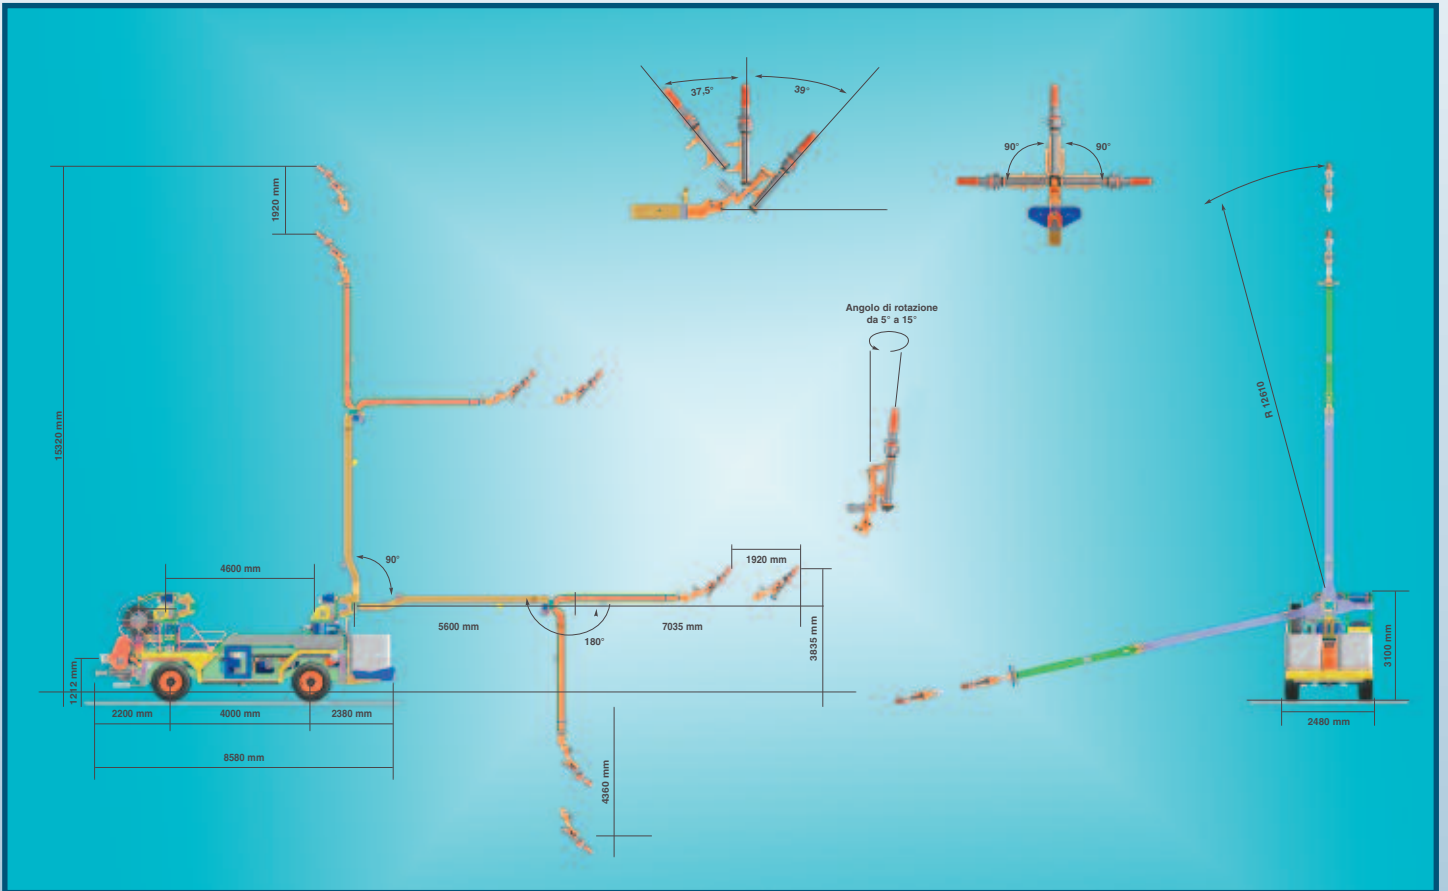 37,5°
39°
90°
90°
1920 mm
Angolo di rotazione
da 5° a 15°
15320 mm
R 12610
90°
4600 mm
1920 mm
5600 mm
7035 mm
180°
3835 mm
3100 mm
1212 mm
2200 mm
4000 mm
2380 mm
2480 mm
8580 mm
4360 mm